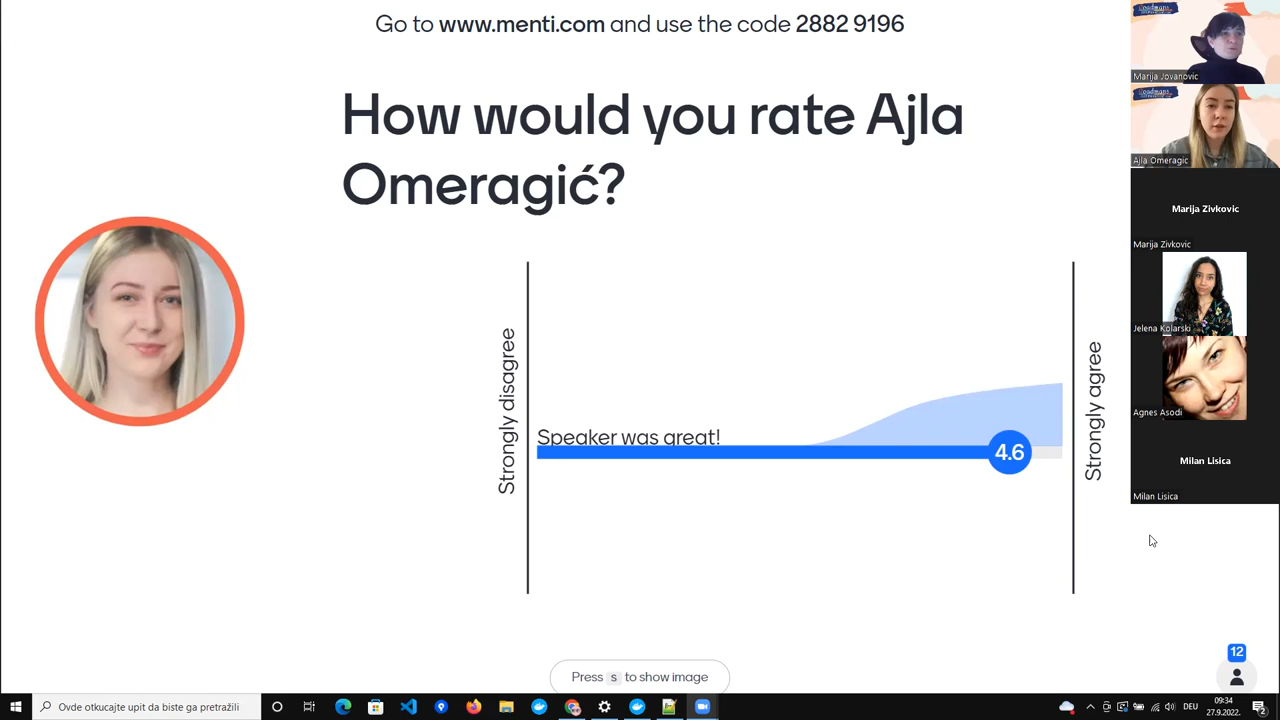 Go to www.menti.com and use the code 2882 9196
How would you rate Ajla
Omeragić?
Strongly disagree
Speaker was great!
4.6
Strongly agree
Press s to show image
12
Marija Jovanovic
Ajla Omeragic
Marija Zivkovic
Marija Zivkovic
Jelena Kolarski
Agnes Asodi
Milan Lisica
Milan Lisica
Ovde otkucajte upit da biste ga pretražili
DEU
09:34
27.9.2022.
2